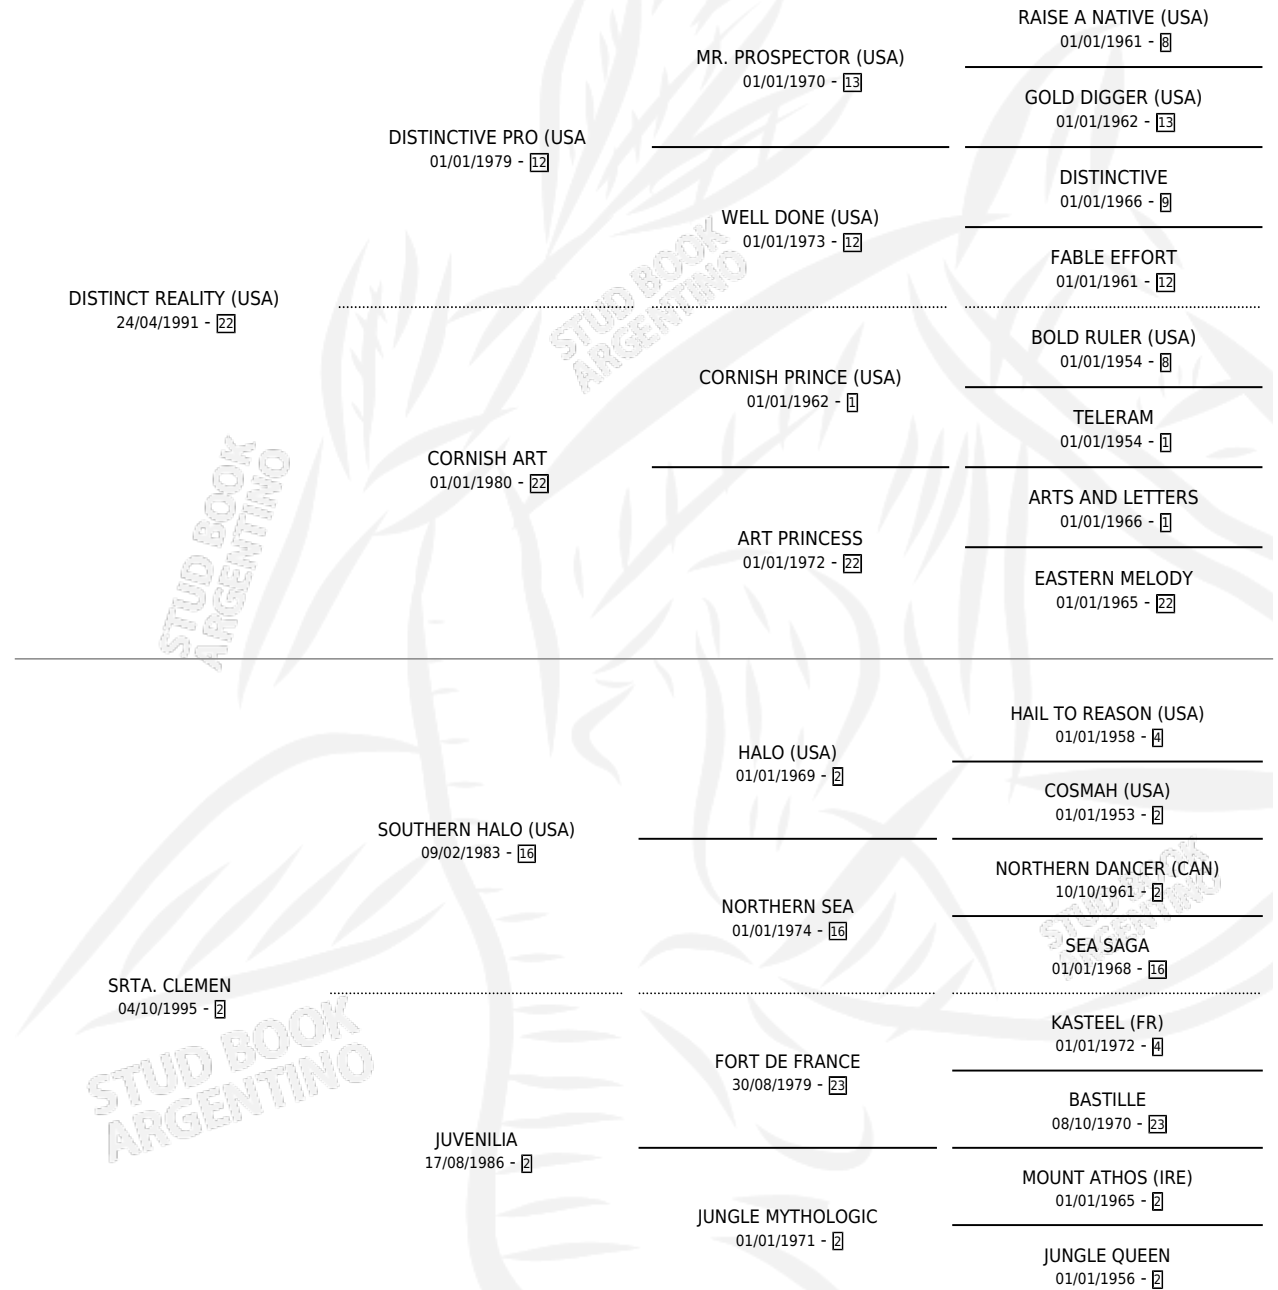 RAISE A NATIVE (USA)
01/01/1961 - 8
MR. PROSPECTOR (USA)
01/01/1970 - 13
GOLD DIGGER (USA)
01/01/1962 - 13
DISTINCTIVE PRO (USA
01/01/1979 - 12
DISTINCTIVE
01/01/1966 - 9
WELL DONE (USA)
01/01/1973 - 12
FABLE EFFORT
01/01/1961 - 12
DISTINCT REALITY (USA)
24/04/1991 - 22
STUD BOOK
ARGENTINO
BOLD RULER (USA)
01/01/1954 - 8
CORNISH PRINCE (USA)
01/01/1962 - 1
TELERAM
01/01/1954 - 1
CORNISH ART
01/01/1980 - 22
ARTS AND LETTERS
01/01/1966 - 1
ART PRINCESS
01/01/1972 - 22
EASTERN MELODY
01/01/1965 - 22
STUD BOOK
ARGENTINO
HAIL TO REASON (USA)
01/01/1958 - 4
HALO (USA)
01/01/1969 - 2
COSMAH (USA)
01/01/1953 - 2
SOUTHERN HALO (USA)
09/02/1983 - 16
NORTHERN DANCER (CAN)
10/10/1961 - 2
NORTHERN SEA
01/01/1974 - 16
STUD BOOK
ARGENTINO
SEA SAGA
01/01/1968 - 16
SRTA. CLEMEN
04/10/1995 - 2
KASTEEL (FR)
01/01/1972 - 4
FORT DE FRANCE
30/08/1979 - 23
BASTILLE
08/10/1970 - 23
STUD BOOK
ARGENTINO
JUVENILIA
17/08/1986 - 2
MOUNT ATHOS (IRE)
01/01/1965 - 2
JUNGLE MYTHOLOGIC
01/01/1971 - 2
JUNGLE QUEEN
01/01/1956 - 2